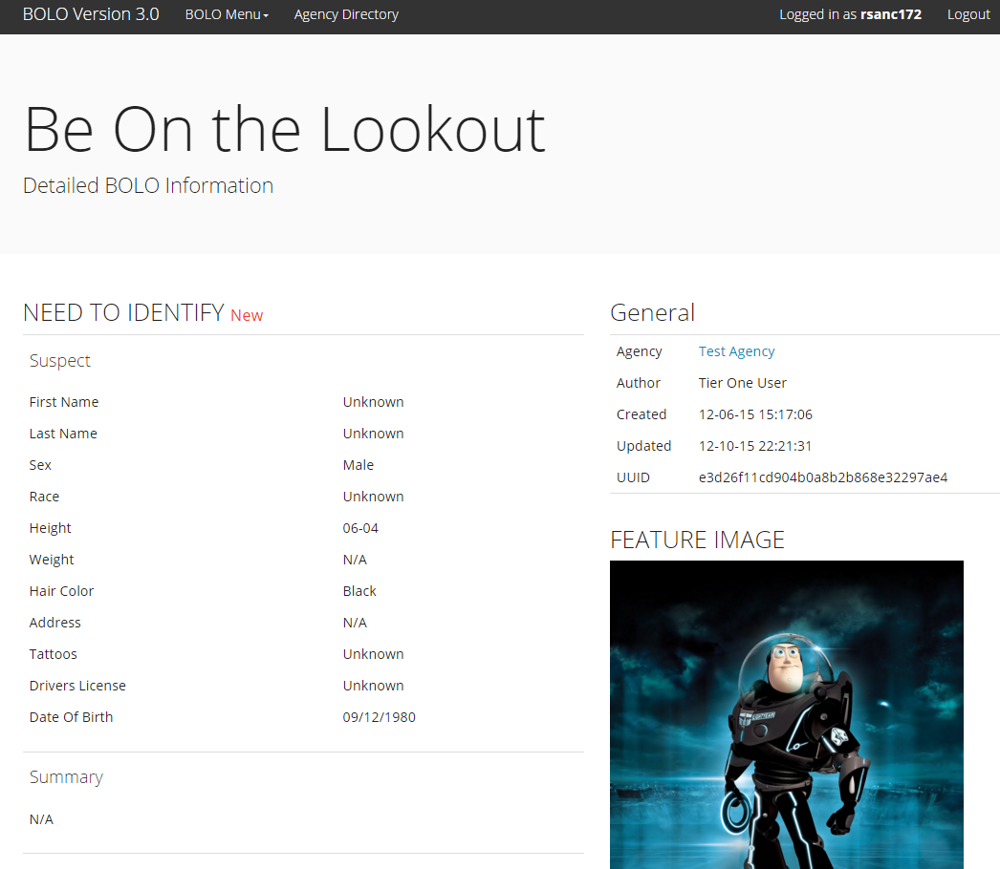 BOLO Version 3.0 BOLO Menu Agency Directory Logged in as rsanc172 Logout
Be On the Lookout
Detailed BOLO Information
NEED TO IDENTIFY New
Suspect
First Name Unknown
Last Name Unknown
Sex Male
Race Unknown
Height 06-04
Weight N/A
Hair Color Black
Address N/A
Tattoos Unknown
Drivers License Unknown
Date Of Birth 09/12/1980
Summary
N/A
General
Agency Test Agency
Author Tier One User
Created 12-06-15 15:17:06
Updated 12-10-15 22:21:31
UUID e3d26f11cd904b0a8b2b868e32297ae4
FEATURE IMAGE